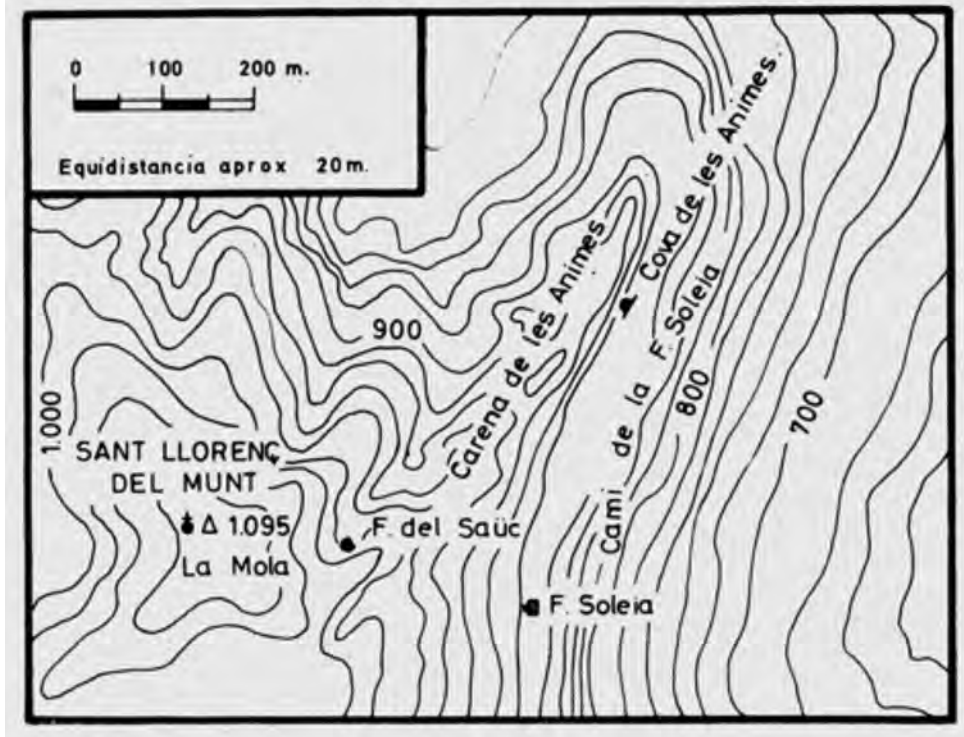 0 100 200 m.
Equidistancia aprox 20 m.
Cova de les Animes.
Carena de les Animes
900
1.000
Cami de la F. Soleia
800
700
SANT LLORENÇ
DEL MUNT
1.095
La Mola
F. del Saüc
F. Soleia